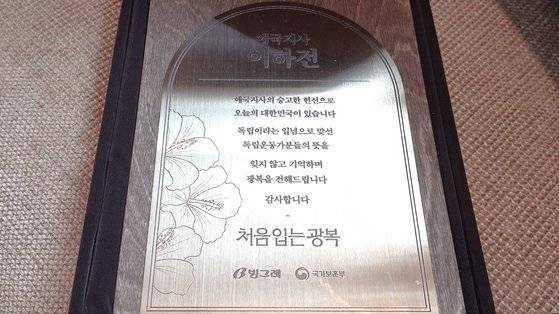 애국지사
이하전
애국지사의 숭고한 헌신으로
오늘의 대한민국이 있습니다
독립이라는 일념으로 맞선
독립운동가분들의 뜻을
잊지 않고 기억하며
광복을 전해드립니다
감사합니다
처음 입는 광복
빙그레 국가보훈부